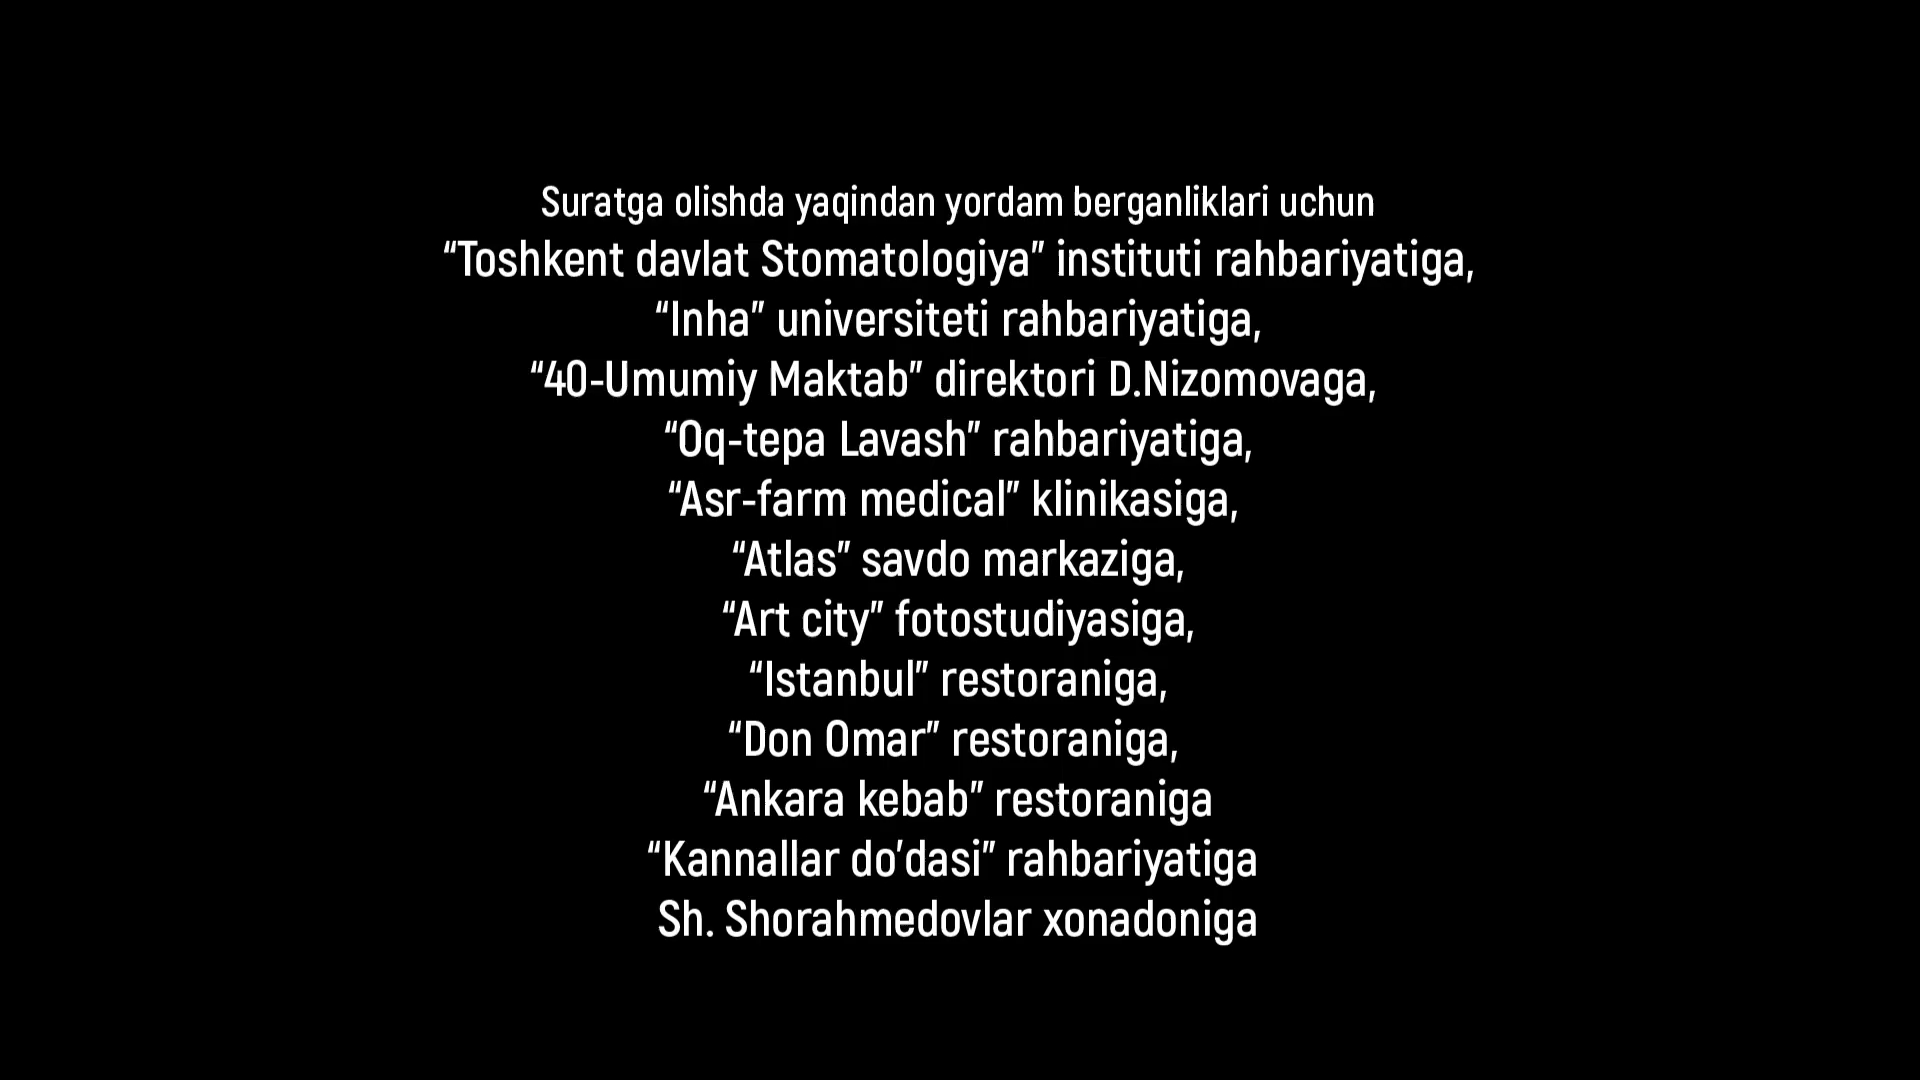 Suratga olishda yaqindan yordam berganliklari uchun
“Toshkent davlat Stomatologiya” instituti rahbariyatiga,
“Inha” universiteti rahbariyatiga,
“40-Umumiy Maktab” direktori D.Nizomovaga,
“Oq-tepa Lavash” rahbariyatiga,
“Asr-farm medical” klinikasiga,
“Atlas” savdo markaziga,
“Art city” fotostudiyasiga,
“Istanbul” restoraniga,
“Don Omar” restoraniga,
“Ankara kebab” restoraniga
“Kannallar do’dasi” rahbariyatiga
Sh. Shorahmedovlar xonadoniga